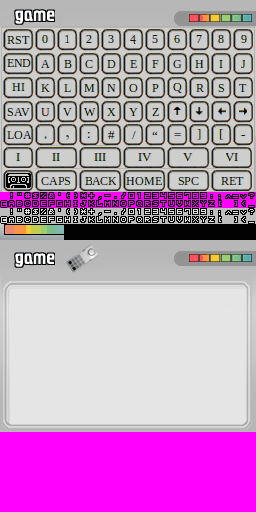 game
RST 0 1 2 3 4 5 6 7 8 9
END A B C D E F G H I J
HI K L M N O P Q R S T
SAV U V W X Y Z ↑ ↓ ← →
LOA . , : # / “ = ] [ -
I II III IV V VI
CAPS BACK HOME SPC RET
game